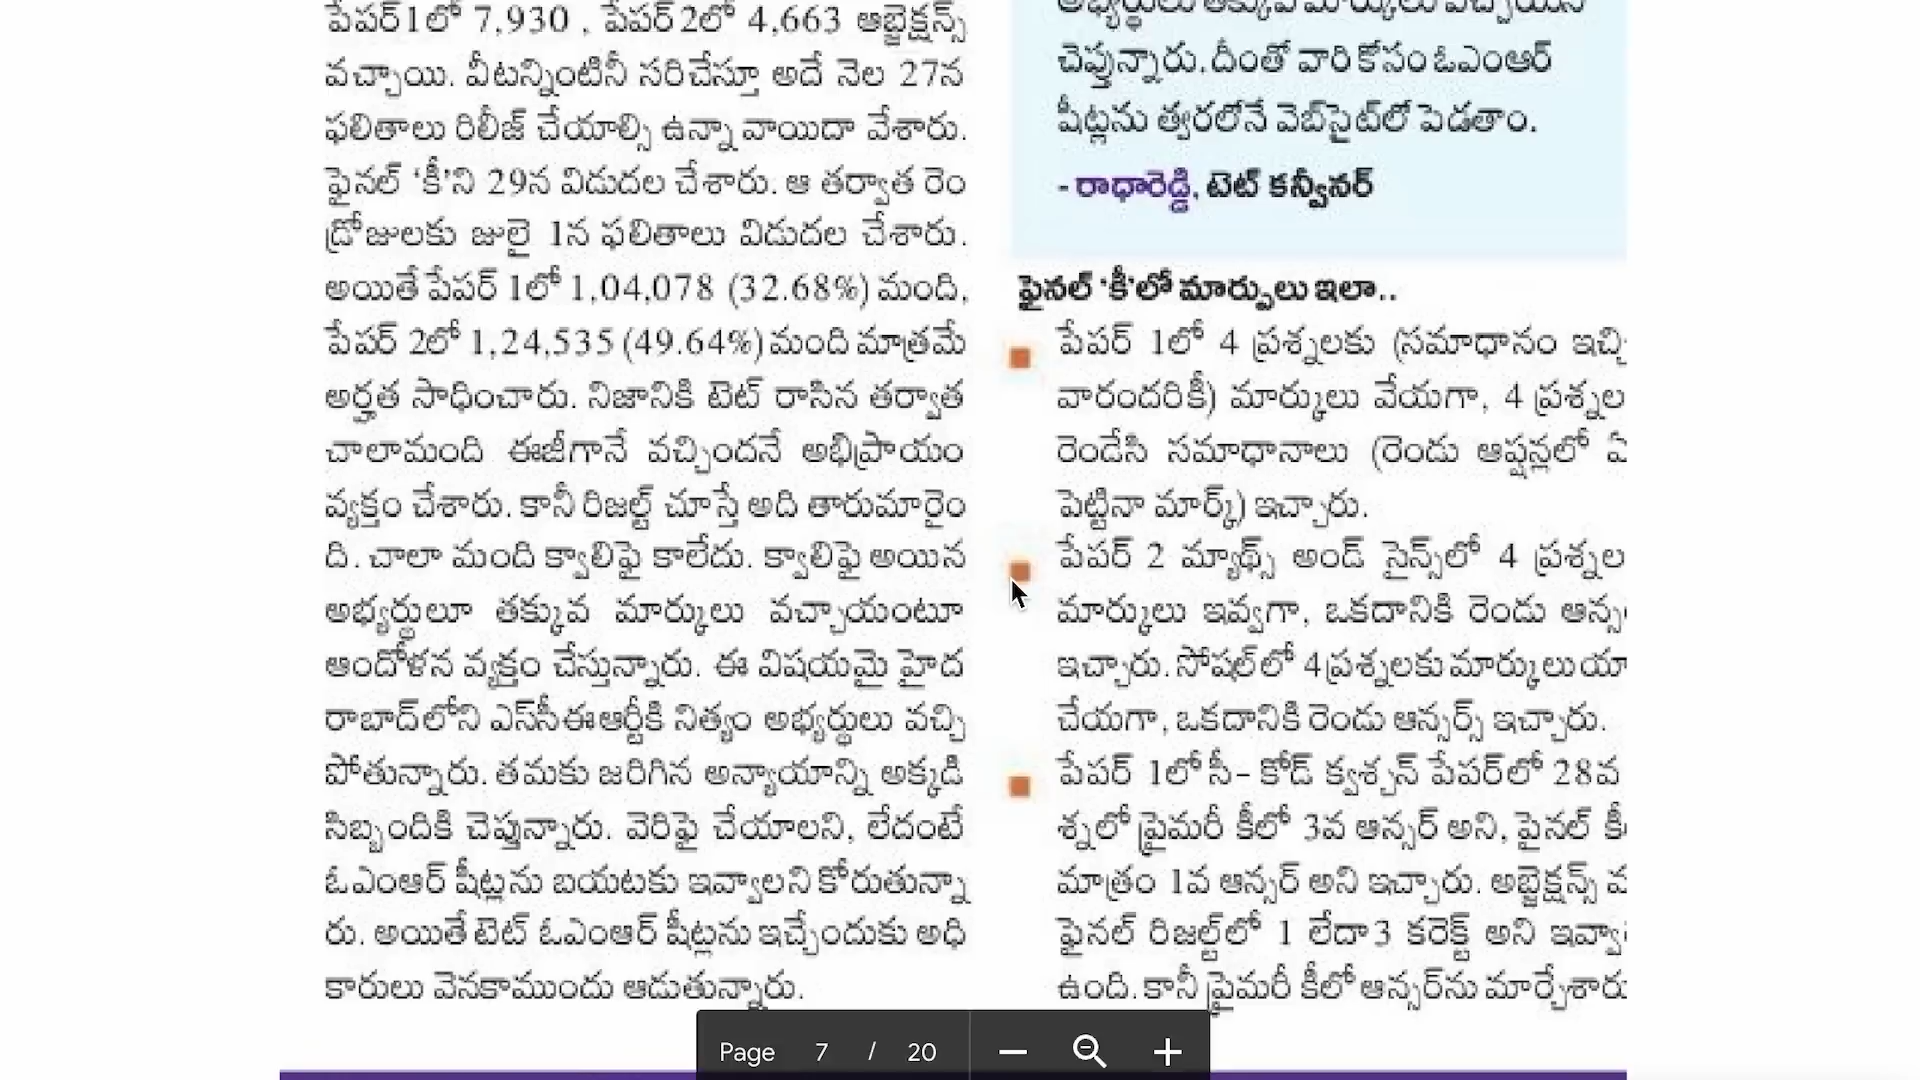 పేపర్1లో 7,930 , పేపర్2లో 4,663 ఆబ్జెక్షన్స్
వచ్చాయి. వీటన్నింటినీ సరిచేస్తూ అదే నెల 27న
ఫలితాలు రిలీజ్ చేయాల్సి ఉన్నా వాయిదా వేశారు.
ఫైనల్ ‘కీ’ని 29న విడుదల చేశారు. ఆ తర్వాత రెం
డ్రోజులకు జులై 1న ఫలితాలు విడుదల చేశారు.
అయితే పేపర్ 1లో 1,04,078 (32.68%) మంది,
పేపర్ 2లో 1,24,535 (49.64%) మంది మాత్రమే
అర్హత సాధించారు. నిజానికి టెట్ రాసిన తర్వాత
చాలామంది ఈజీగానే వచ్చిందనే అభిప్రాయం
వ్యక్తం చేశారు. కానీ రిజల్ట్ చూస్తే అది తారుమారైం
ది. చాలా మంది క్వాలిఫై కాలేదు. క్వాలిఫై అయిన
అభ్యర్థులూ తక్కువ మార్కులు వచ్చాయంటూ
ఆందోళన వ్యక్తం చేస్తున్నారు. ఈ విషయమై హైద
రాబాద్‌లోని ఎస్‌సీఈఆర్టీకి నిత్యం అభ్యర్థులు వచ్చి
పోతున్నారు. తమకు జరిగిన అన్యాయాన్ని అక్కడి
సిబ్బందికి చెప్తున్నారు. వెరిఫై చేయాలని, లేదంటే
ఓఎంఆర్ షీట్లను బయటకు ఇవ్వాలని కోరుతున్నా
రు. అయితే టెట్ ఓఎంఆర్ షీట్లను ఇచ్చేందుకు అధి
కారులు వెనకాముందు ఆడుతున్నారు.
అభ్యర్థులు తక్కువ మార్కులు వచ్చాయని
చెప్తున్నారు. దీంతో వారి కోసం ఓఎంఆర్
షీట్లను త్వరలోనే వెబ్‌సైట్‌లో పెడతాం.
- రాధారెడ్డి, టెట్ కన్వీనర్
ఫైనల్ ‘కీ’లో మార్పులు ఇలా..
పేపర్ 1లో 4 ప్రశ్నలకు (సమాధానం ఇచ్చి
వారందరికీ) మార్కులు వేయగా, 4 ప్రశ్నల
రెండేసి సమాధానాలు (రెండు ఆప్షన్లలో ఏ
పెట్టినా మార్క్) ఇచ్చారు.
పేపర్ 2 మ్యాథ్స్ అండ్ సైన్స్‌లో 4 ప్రశ్నల
మార్కులు ఇవ్వగా, ఒకదానికి రెండు
ఇచ్చారు. సోషల్‌లో 4 ప్రశ్నలకు మార్కులు యా
చేయగా, ఒకదానికి రెండు ఆన్సర్స్ ఇచ్చారు.
పేపర్ 1లో సీ- కోడ్ క్వశ్చన్ పేపర్‌లో 28వ
శ్నలో ప్రైమరీ కీలో 3వ ఆన్సర్ అని, ఫైనల్ కీ
మాత్రం 1వ ఆన్సర్ అని ఇచ్చారు. అబ్జెక్షన్స్
ఫైనల్ రిజల్ట్‌లో 1 లేదా 3 కరెక్ట్ అని ఇవ్వా
ఉంది. కానీ ప్రైమరీ కీలో ఆన్సర్‌ను మార్చేశారు
Page 7 / 20